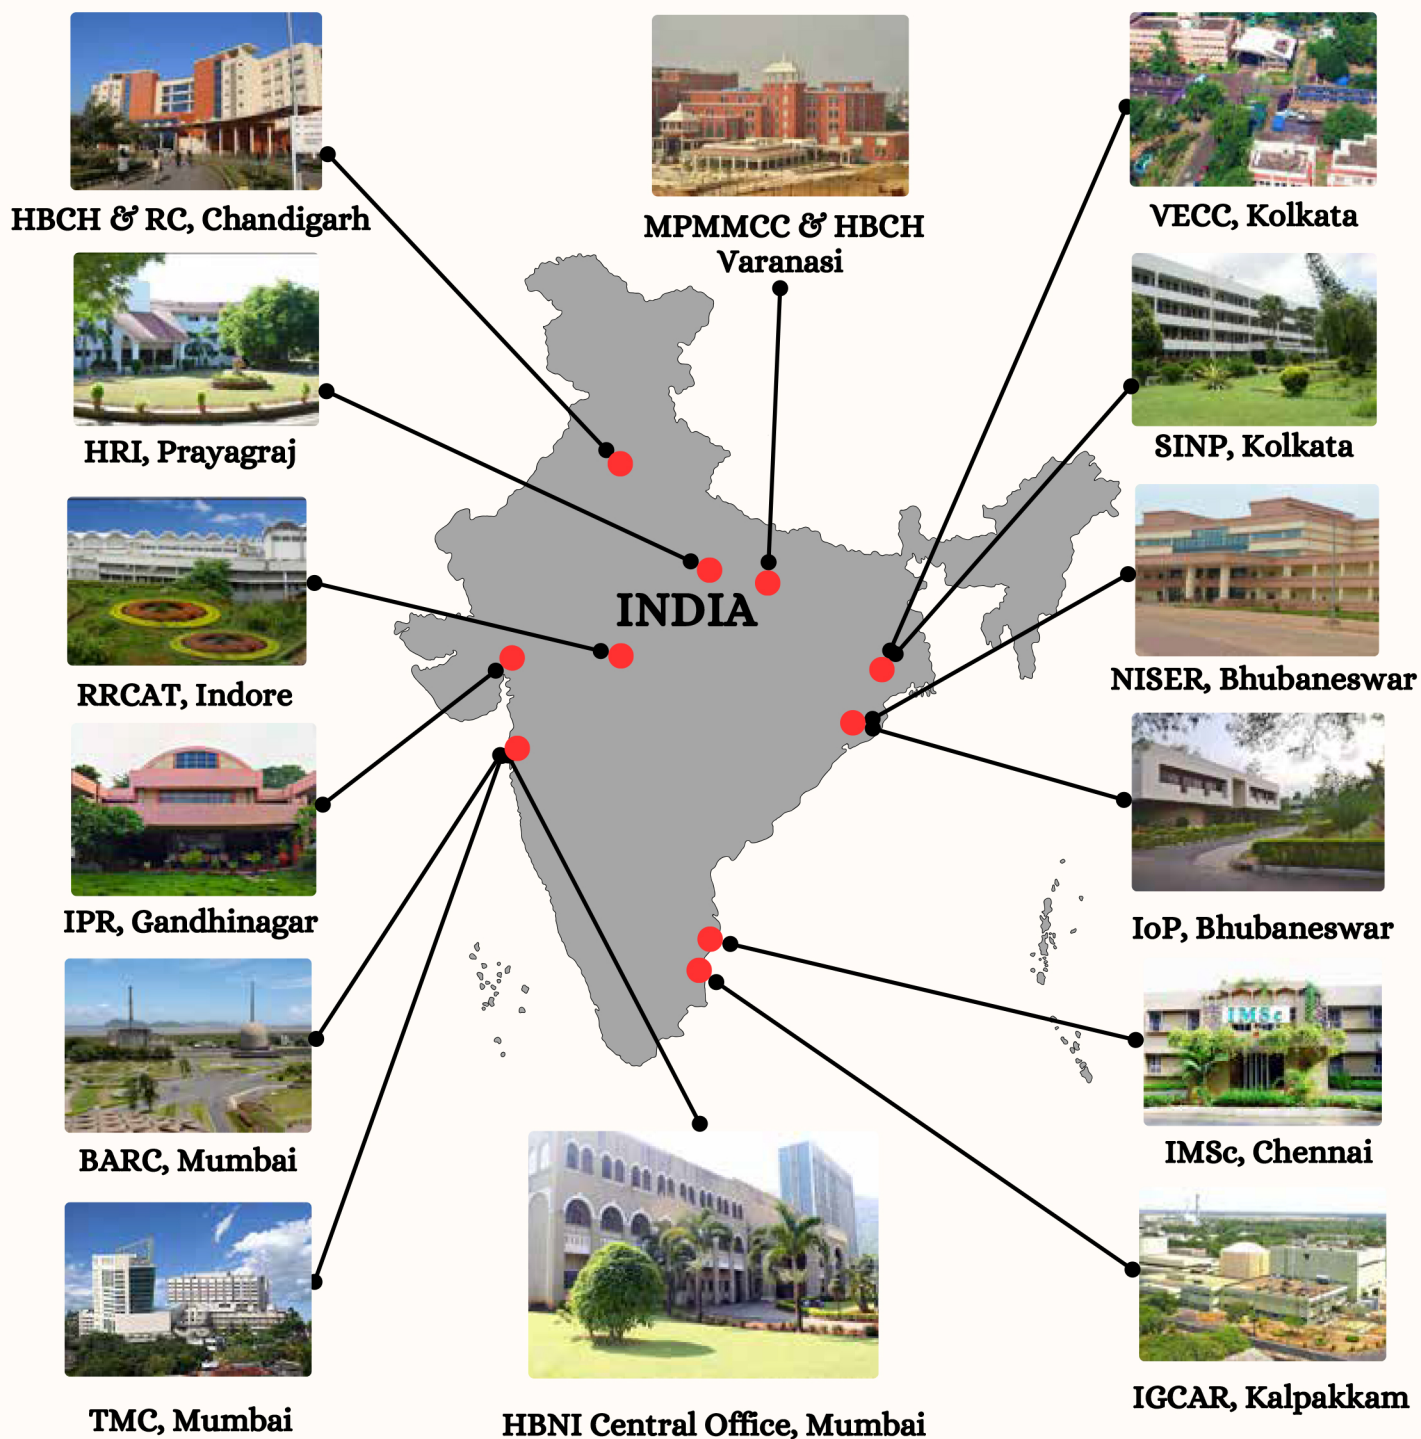 HBCH & RC, Chandigarh
MPMMCC & HBCH
Varanasi
VECC, Kolkata
HRI, Prayagraj
SINP, Kolkata
INDIA
RRCAT, Indore
NISER, Bhubaneswar
IPR, Gandhinagar
IoP, Bhubaneswar
IMSc
BARC, Mumbai
IMSc, Chennai
TMC, Mumbai
HBNI Central Office, Mumbai
IGCAR, Kalpakkam